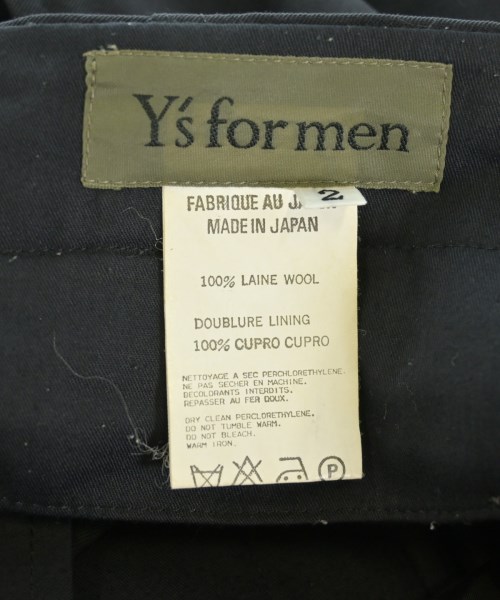 Y's for men
2
FABRIQUE AU
MADE IN JAPAN
100% LAINE WOOL
DOUBLURE LINING
100% CUPRO CUPRO
NETTOYAGE A SEC PERCHLORETHYLENE.
NE PAS SECHER EN MACHINE.
DECOLORANTS INTERDITS.
REPASSER AU FER DOUX.
DRY CLEAN PERCLORETHYLENE.
DO NOT TUMBLE WARM.
DO NOT BLEACH.
WARM IRON.
P